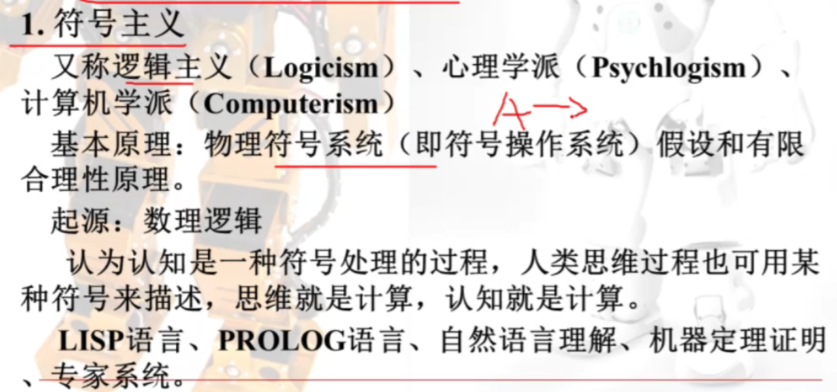 1. 符号主义
又称逻辑主义（Logicism）、心理学派（Psychlogism）、
计算机学派（Computerism）
A→
基本原理：物理符号系统（即符号操作系统）假设和有限
合理性原理。
起源：数理逻辑
认为认知是一种符号处理的过程，人类思维过程也可用某
种符号来描述，思维就是计算，认知就是计算。
LISP语言、PROLOG语言、自然语言理解、机器定理证明
、专家系统。